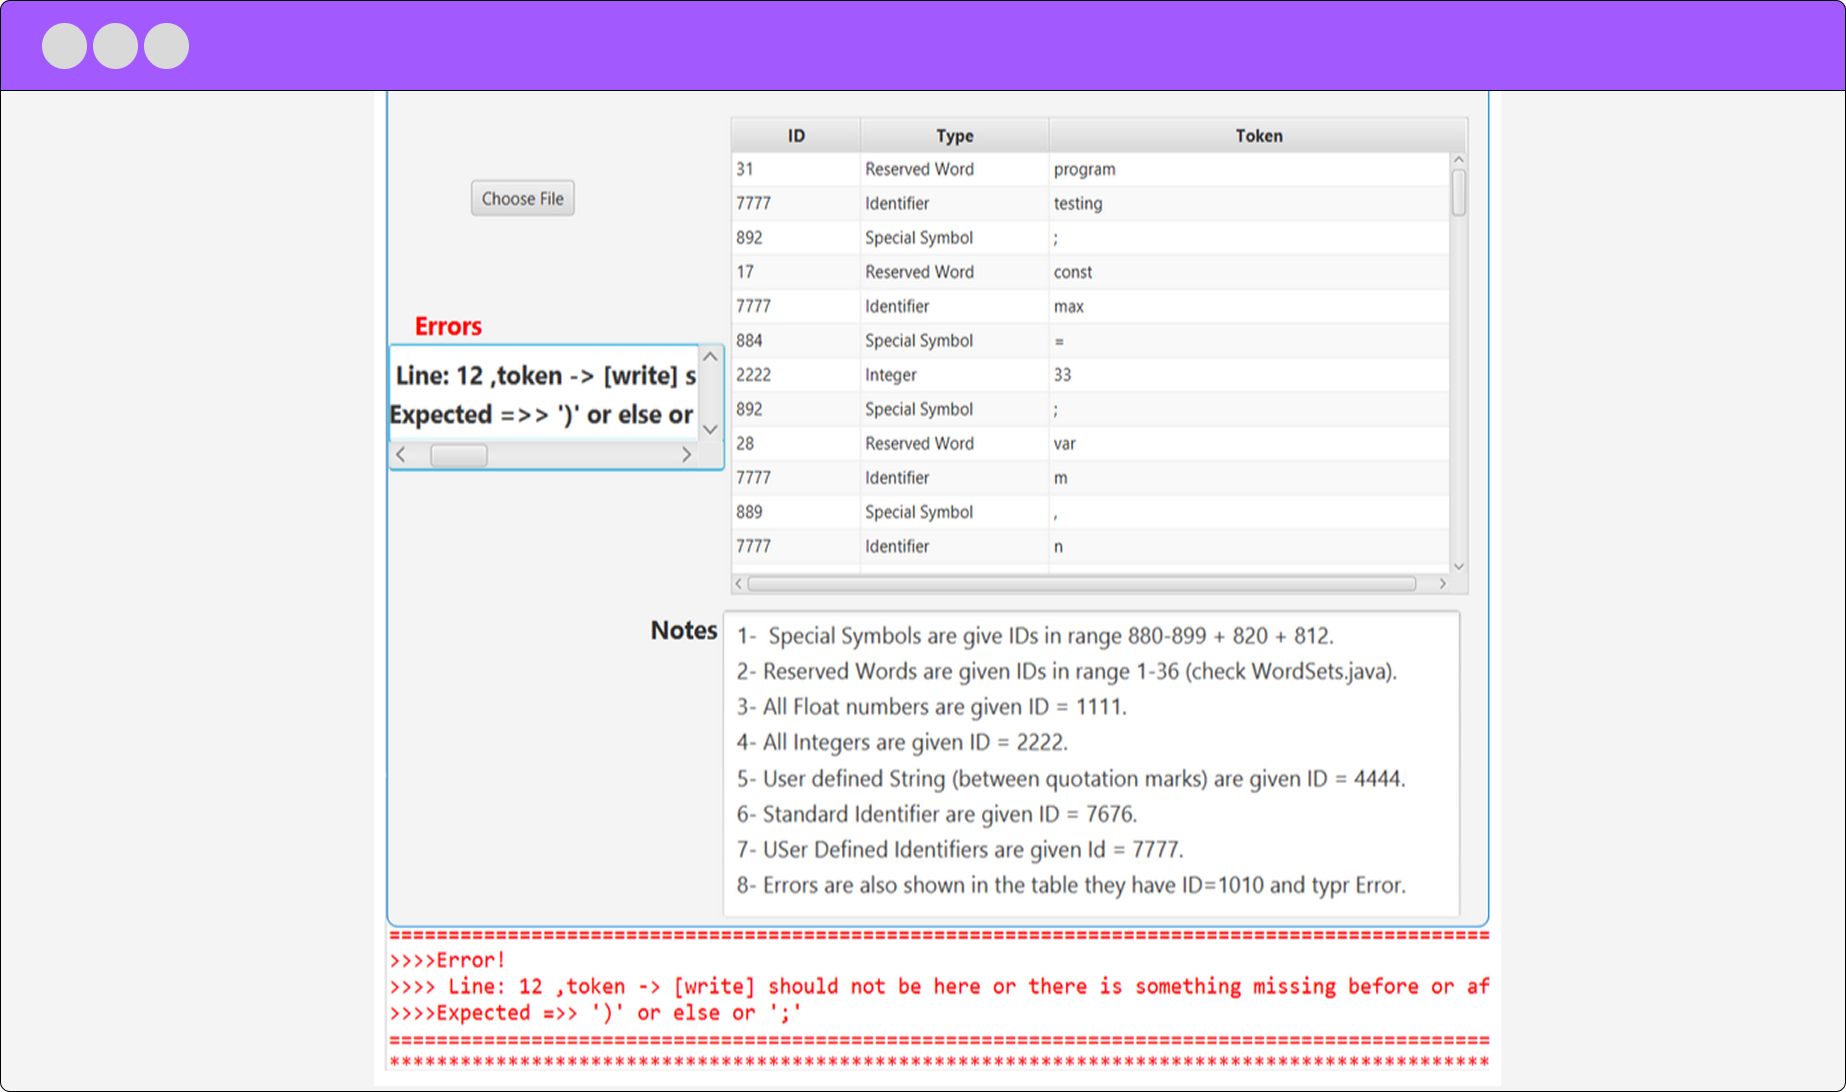 ID Type Token
31 Reserved Word program
7777 Identifier testing
892 Special Symbol ;
17 Reserved Word const
7777 Identifier max
884 Special Symbol =
2222 Integer 33
892 Special Symbol ;
28 Reserved Word var
7777 Identifier m
889 Special Symbol ,
7777 Identifier n
Choose File
Errors
Line: 12 ,token -> [write] s
Expected =>> ')' or else or
Notes
1- Special Symbols are give IDs in range 880-899 + 820 + 812.
2- Reserved Words are given IDs in range 1-36 (check WordSets.java).
3- All Float numbers are given ID = 1111.
4- All Integers are given ID = 2222.
5- User defined String (between quotation marks) are given ID = 4444.
6- Standard Identifier are given ID = 7676.
7- USer Defined Identifiers are given Id = 7777.
8- Errors are also shown in the table they have ID=1010 and typr Error.
>>>>Error!
>>>> Line: 12 ,token -> [write] should not be here or there is something missing before or af
>>>>Expected =>> ')' or else or ';'